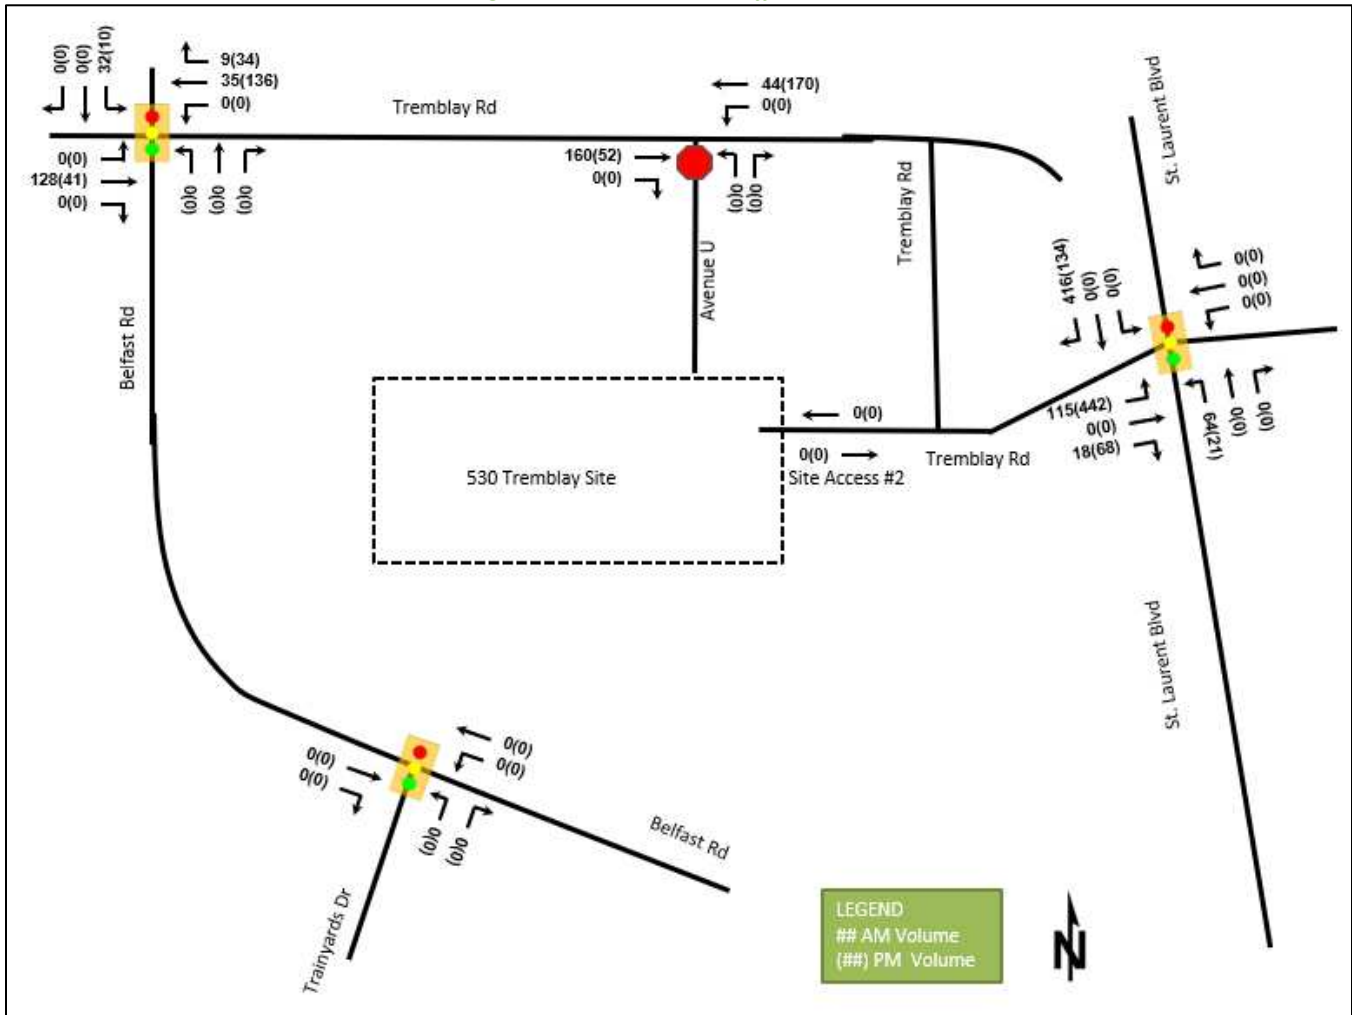 0(0)
0(0)
32(10)
9(34)
35(136)
0(0)
Tremblay Rd
44(170)
0(0)
0(0)
128(41)
0(0)
0(0)
0(0)
0(0)
160(52)
0(0)
0(0)
0(0)
Tremblay Rd
St. Laurent Blvd
Avenue U
Belfast Rd
416(134)
0(0)
0(0)
0(0)
0(0)
0(0)
115(442)
0(0)
18(68)
64(21)
0(0)
0(0)
0(0)
0(0)
Tremblay Rd
530 Tremblay Site
Site Access #2
St. Laurent Blvd
0(0)
0(0)
0(0)
0(0)
0(0)
0(0)
Belfast Rd
Trainyards Dr
LEGEND
## AM Volume
(##) PM Volume
N